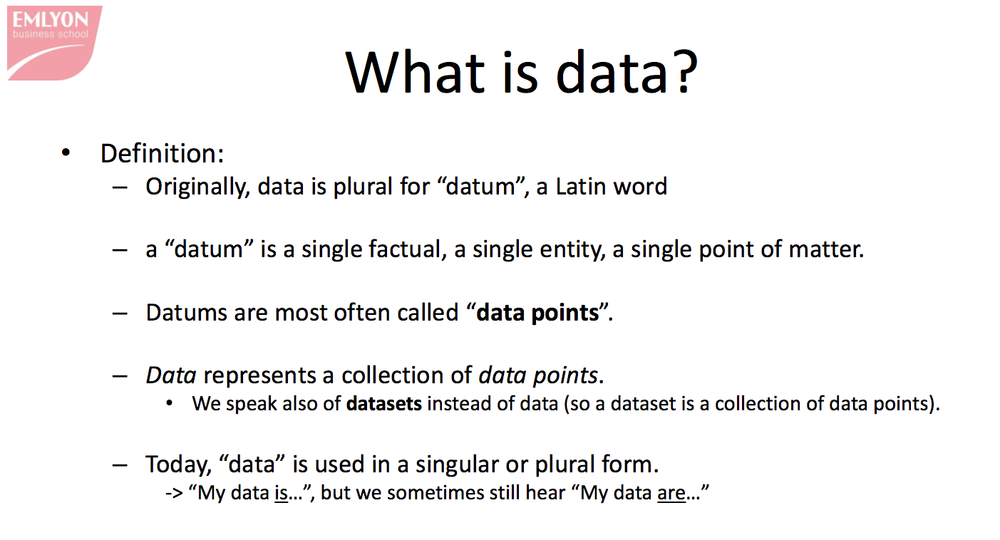 EMLYON
business school
What is data?
• Definition:
– Originally, data is plural for “datum”, a Latin word
– a “datum” is a single factual, a single entity, a single point of matter.
– Datums are most often called “data points”.
– Data represents a collection of data points.
• We speak also of datasets instead of data (so a dataset is a collection of data points).
– Today, “data” is used in a singular or plural form.
-> “My data is…”, but we sometimes still hear “My data are…”